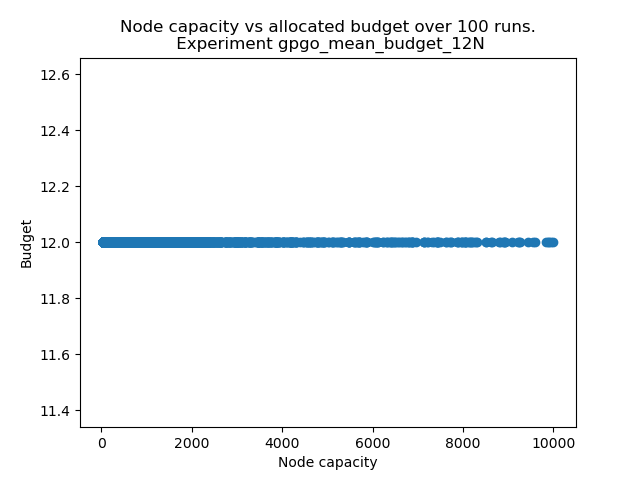 Node capacity vs allocated budget over 100 runs.
Experiment gpgo_mean_budget_12N
12.6
12.4
12.2
12.0
11.8
11.6
11.4
Budget
0 2000 4000 6000 8000 10000
Node capacity